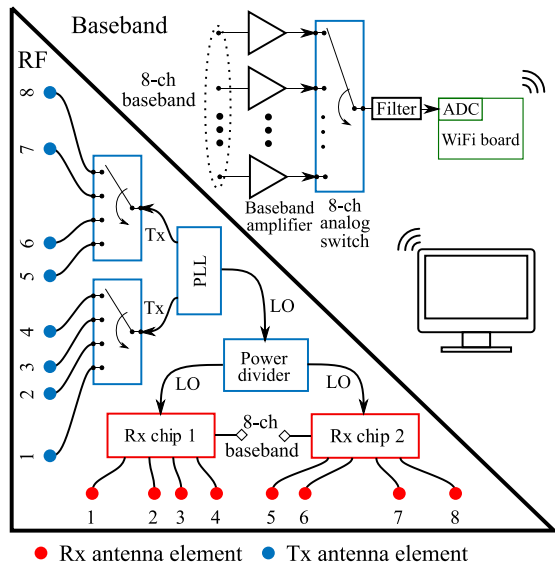 Baseband
RF
8-ch
baseband
Filter
ADC
WiFi board
Baseband
amplifier
8-ch
analog
switch
8
7
6
5
4
3
2
1
Tx
Tx
PLL
LO
Power
divider
LO
LO
Rx chip 1
8-ch
baseband
Rx chip 2
1
2
3
4
5
6
7
8
Rx antenna element
Tx antenna element